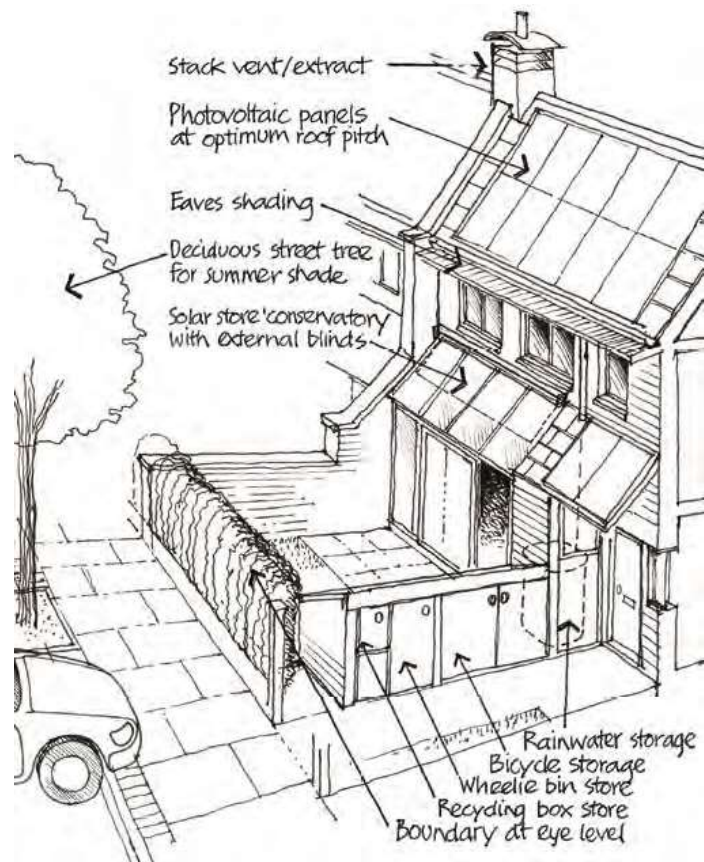 Stack vent/extract
Photovoltaic panels
at optimum roof pitch
Eaves shading
Deciduous street tree
for summer shade
Solar store 'conservatory
with external blinds
Rainwater storage
Bicycle storage
Wheelie bin store
Recycling box store
Boundary at eye level